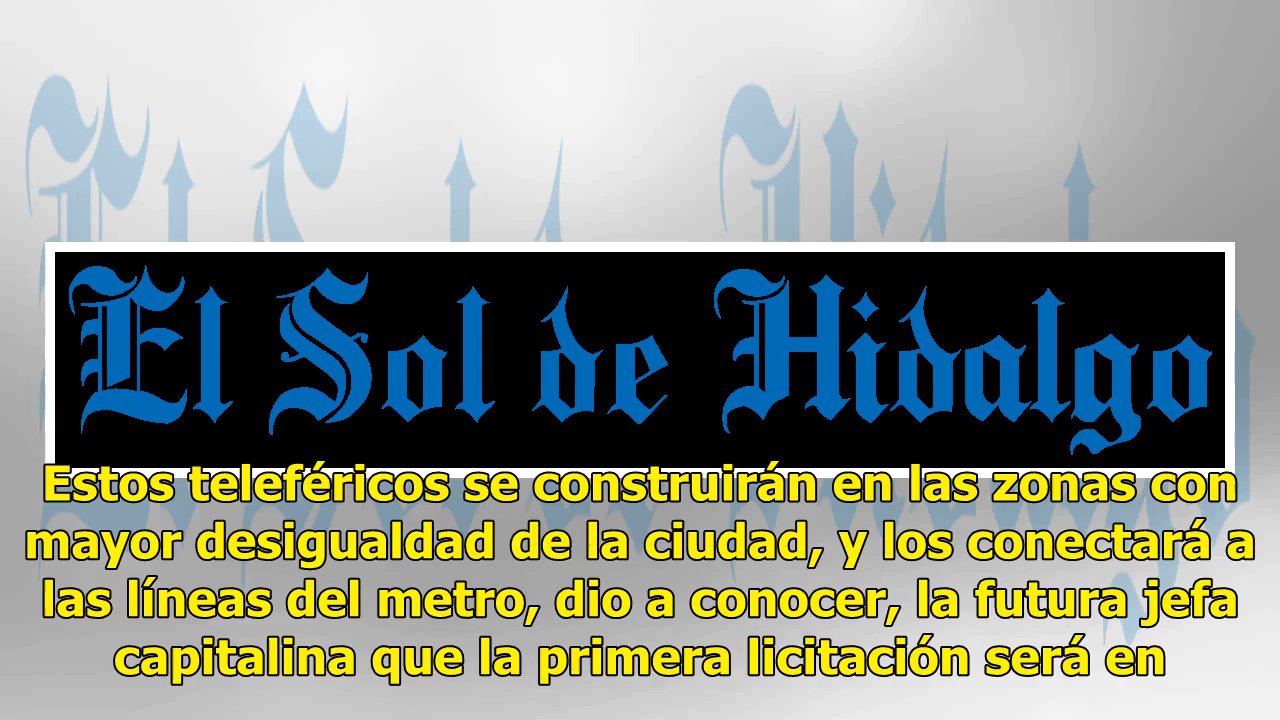 El Sol de Hidalgo
Estos teleféricos se construirán en las zonas con
mayor desigualdad de la ciudad, y los conectará a
las líneas del metro, dio a conocer, la futura jefa
capitalina que la primera licitación será en